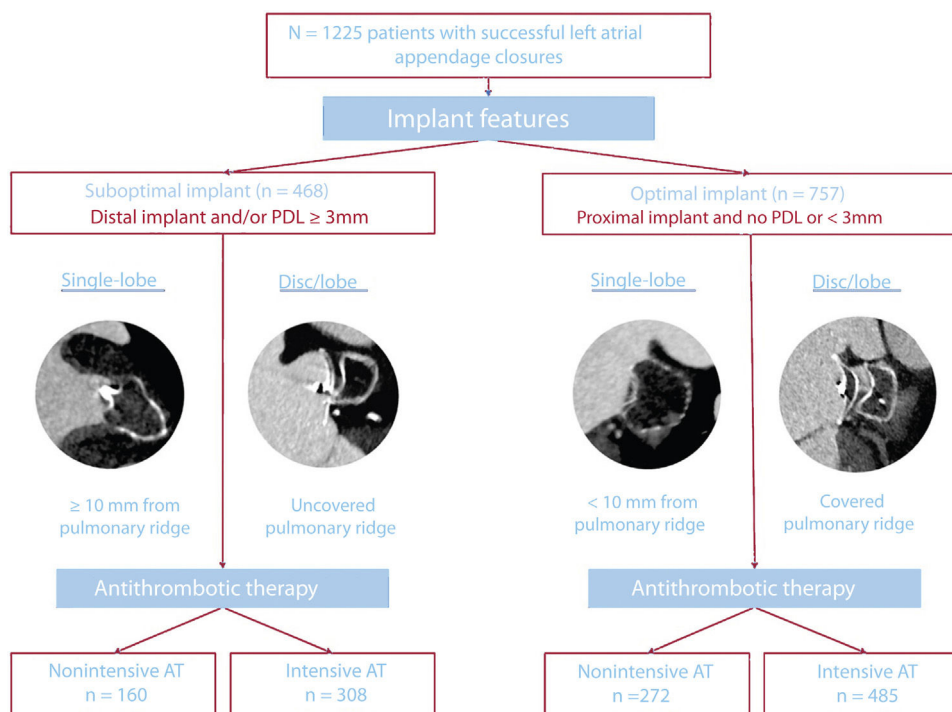 N = 1225 patients with successful left atrial
appendage closures
Implant features
Suboptimal implant (n = 468)
Distal implant and/or PDL ≥ 3mm
Optimal implant (n = 757)
Proximal implant and no PDL or < 3mm
Single-lobe
Disc/lobe
Single-lobe
Disc/lobe
≥ 10 mm from
pulmonary ridge
Uncovered
pulmonary ridge
< 10 mm from
pulmonary ridge
Covered
pulmonary ridge
Antithrombotic therapy
Antithrombotic therapy
Nonintensive AT
n = 160
Intensive AT
n = 308
Nonintensive AT
n =272
Intensive AT
n = 485